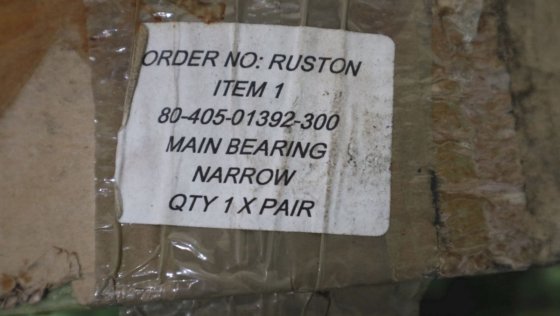 ORDER NO: RUSTON
ITEM 1
80-405-01392-300
MAIN BEARING
NARROW
QTY 1 X PAIR